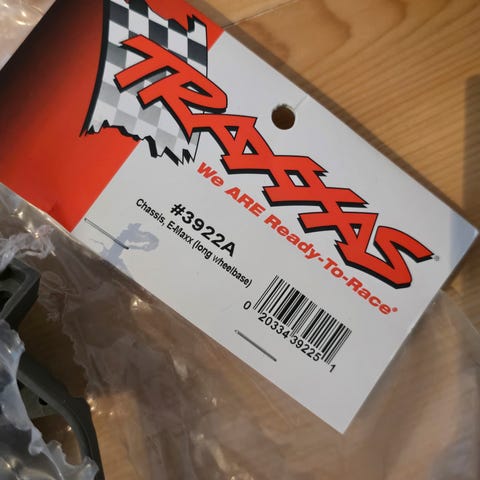 TRAXXAS®
We ARE Ready-To-Race®
#3922A
Chassis, E-Maxx (long wheelbase)
0 20334 39225 1